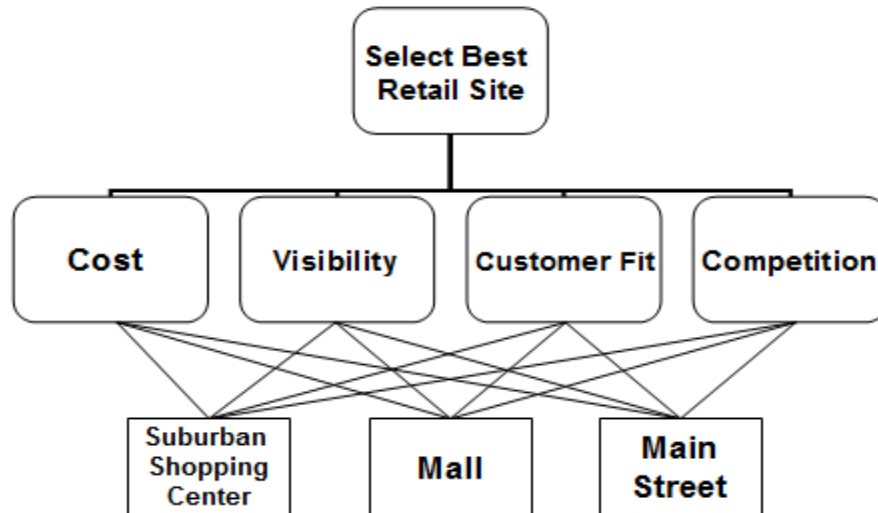 Select Best
Retail Site
Cost
Visibility
Customer Fit
Competition
Suburban
Shopping
Center
Mall
Main
Street